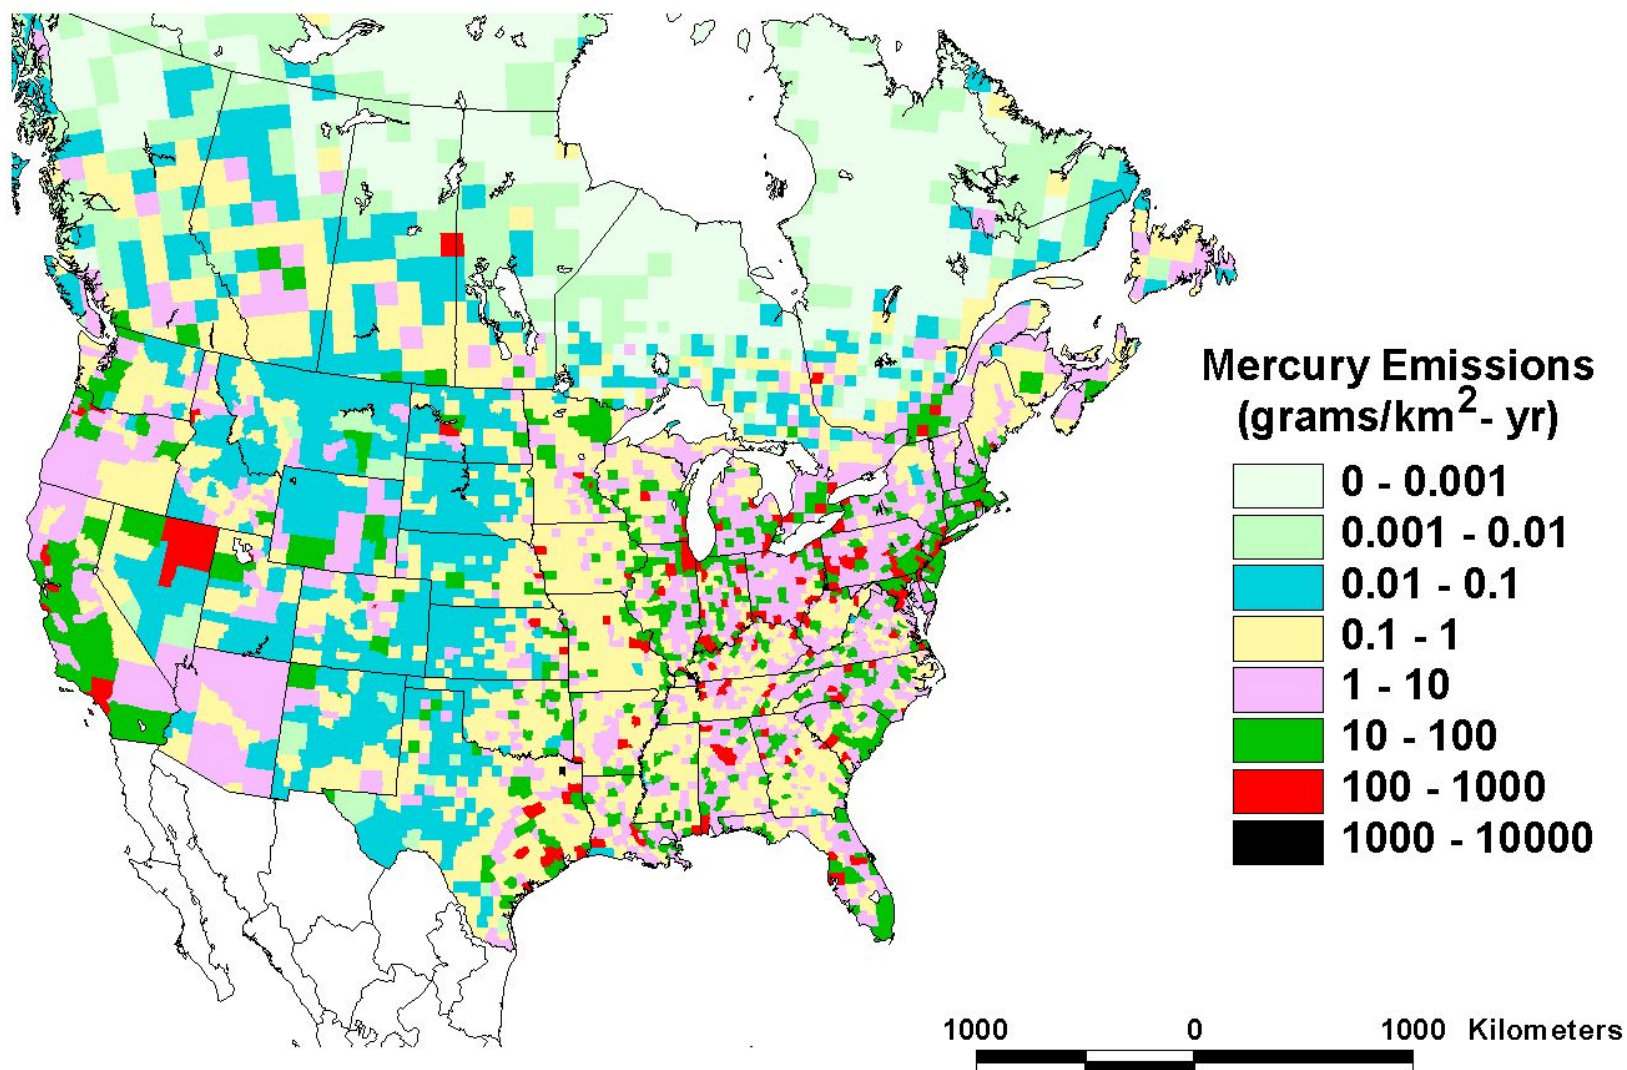 Mercury Emissions
(grams/km²- yr)
0 - 0.001
0.001 - 0.01
0.01 - 0.1
0.1 - 1
1 - 10
10 - 100
100 - 1000
1000 - 10000
1000 0 1000 Kilometers